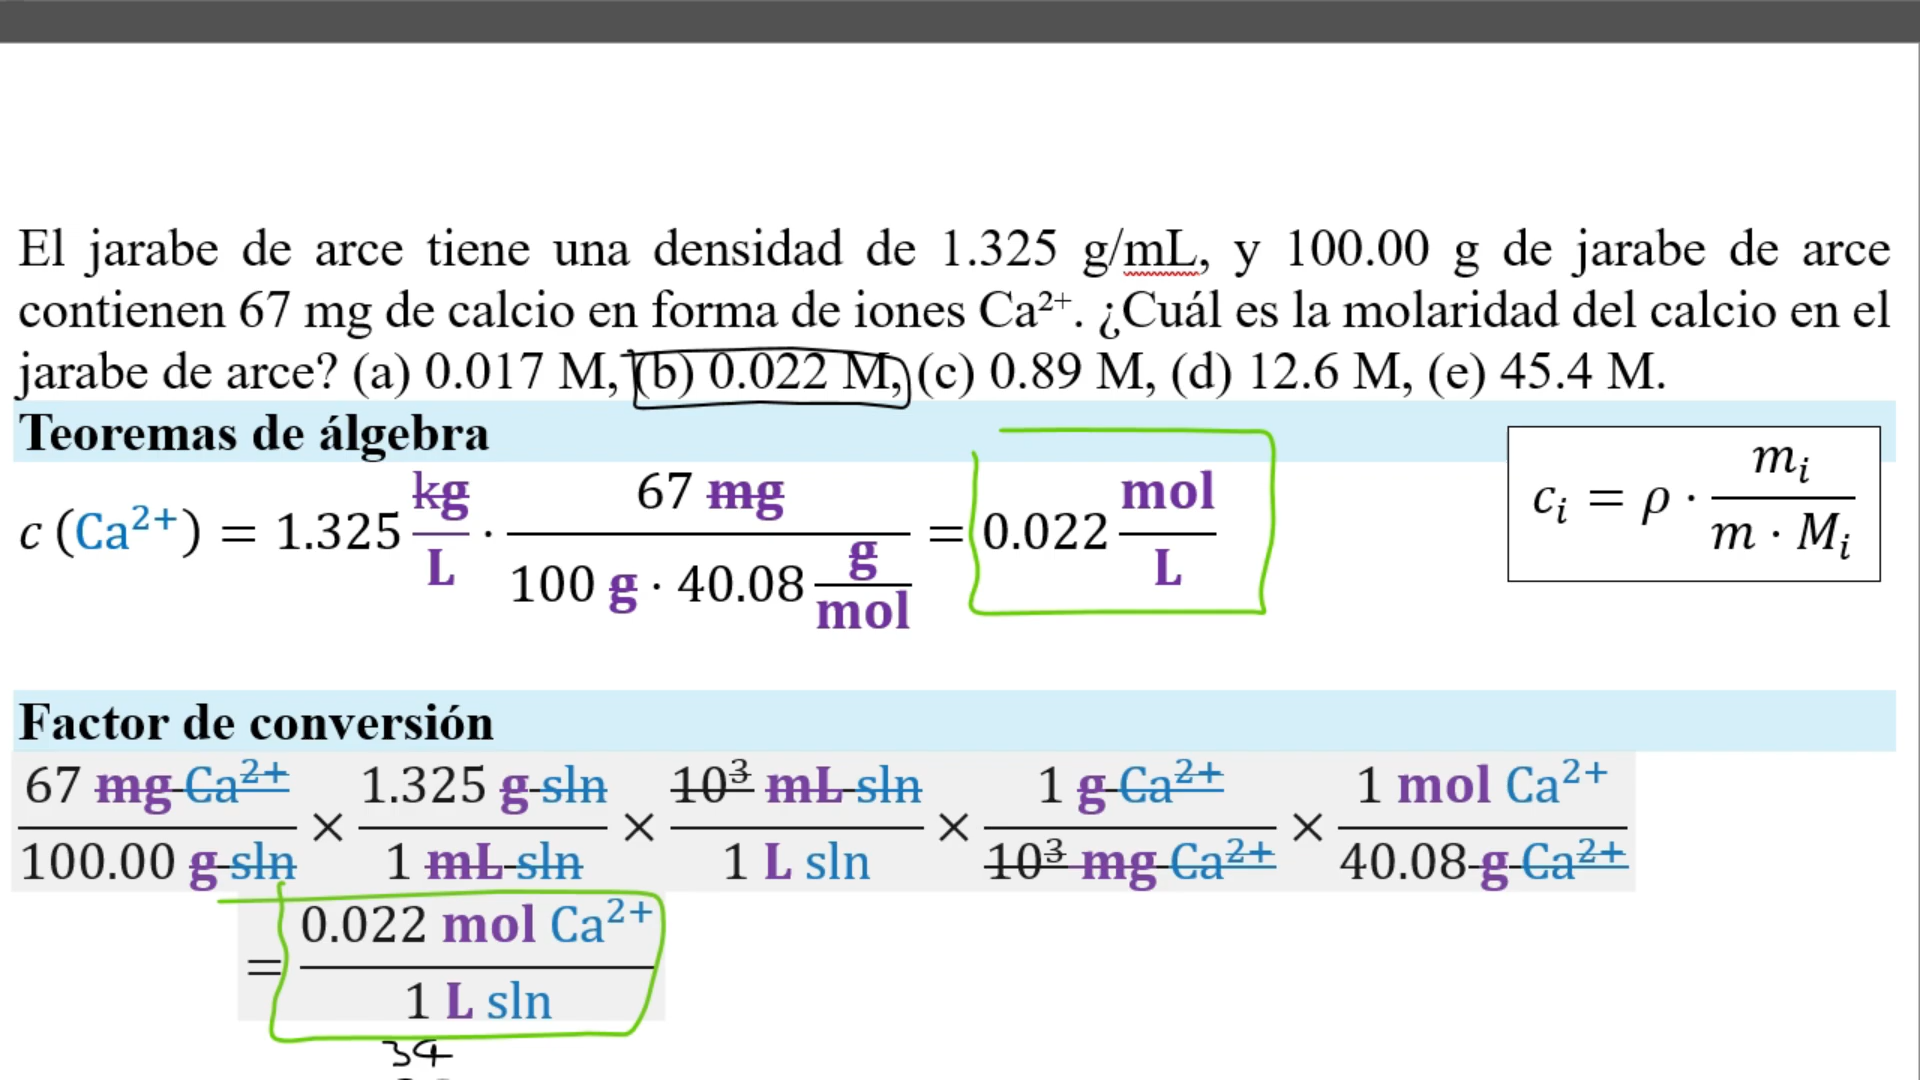 El jarabe de arce tiene una densidad de 1.325 g/mL, y 100.00 g de jarabe de arce
contienen 67 mg de calcio en forma de iones Ca²⁺. ¿Cuál es la molaridad del calcio en el
jarabe de arce? (a) 0.017 M, (b) 0.022 M, (c) 0.89 M, (d) 12.6 M, (e) 45.4 M.
Teoremas de álgebra
c (Ca²⁺) = 1.325 kg/L · 67 mg / (100 g · 40.08 g/mol) = 0.022 mol/L
cᵢ = ρ · mᵢ / (m · Mᵢ)
Factor de conversión
67 mg Ca²⁺ / 100.00 g sln × 1.325 g sln / 1 mL sln × 10³ mL sln / 1 L sln × 1 g Ca²⁺ / 10³ mg Ca²⁺ × 1 mol Ca²⁺ / 40.08 g Ca²⁺
= 0.022 mol Ca²⁺ / 1 L sln
34